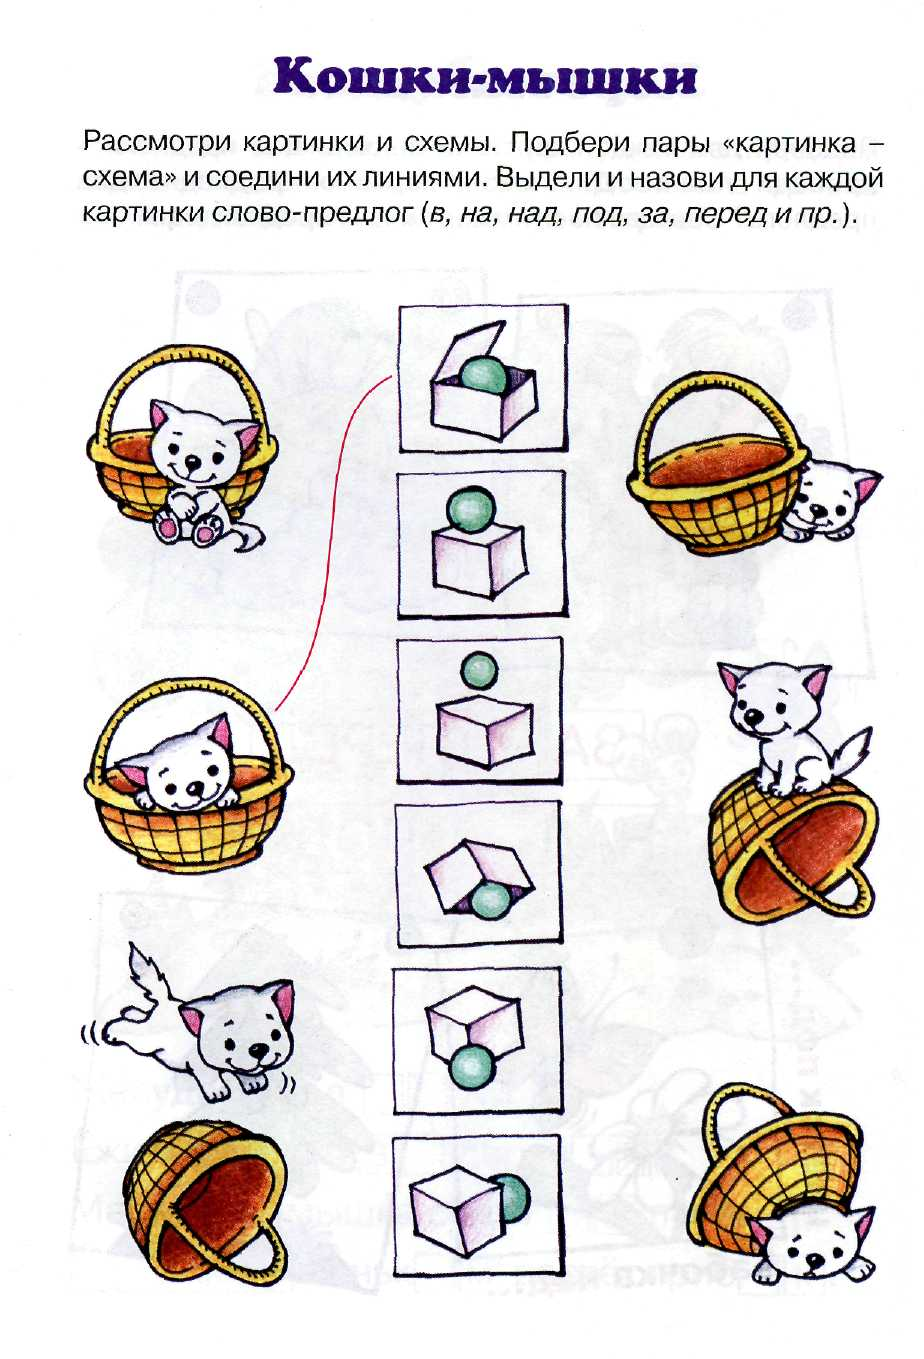 Кошки-мышки
Рассмотри картинки и схемы. Подбери пары «картинка –
схема» и соедини их линиями. Выдели и назови для каждой
картинки слово-предлог (в, на, над, под, за, перед и пр.).